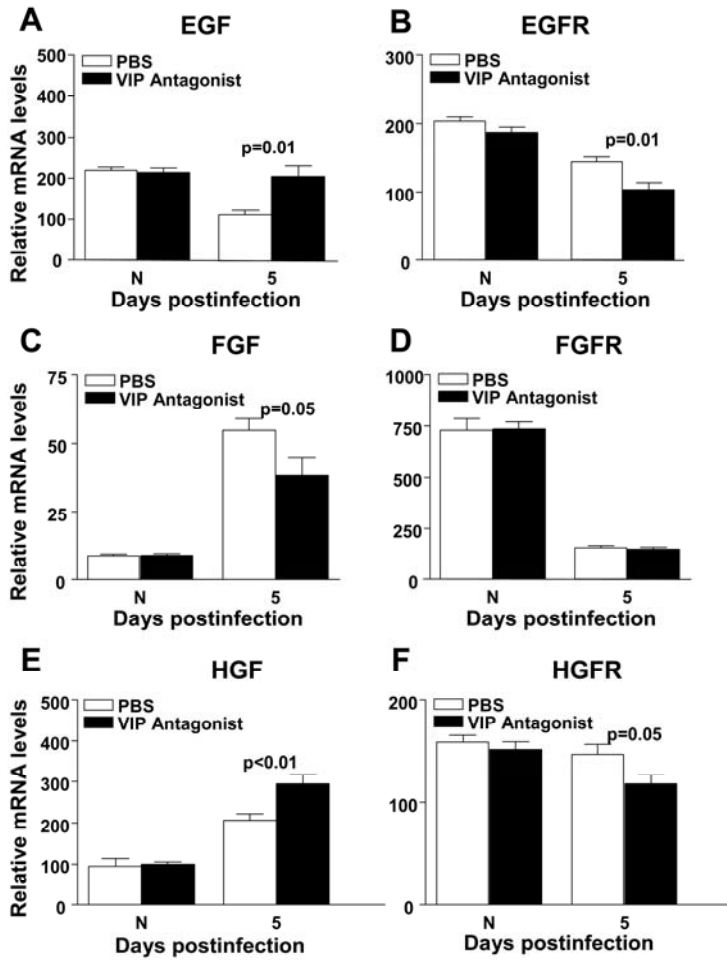 A
EGF
PBS
VIP Antagonist
500
400
300
200
100
0
p=0.01
N
5
Relative mRNA levels
Days postinfection
B
EGFR
PBS
VIP Antagonist
300
200
100
0
p=0.01
N
5
Days postinfection
C
FGF
PBS
VIP Antagonist
75
50
25
0
p=0.05
N
5
Relative mRNA levels
Days postinfection
D
FGFR
PBS
VIP Antagonist
1000
750
500
250
0
N
5
Days postinfection
E
HGF
PBS
VIP Antagonist
500
400
300
200
100
0
p<0.01
N
5
Relative mRNA levels
Days postinfection
F
HGFR
PBS
VIP Antagonist
200
100
0
p=0.05
N
5
Days postinfection